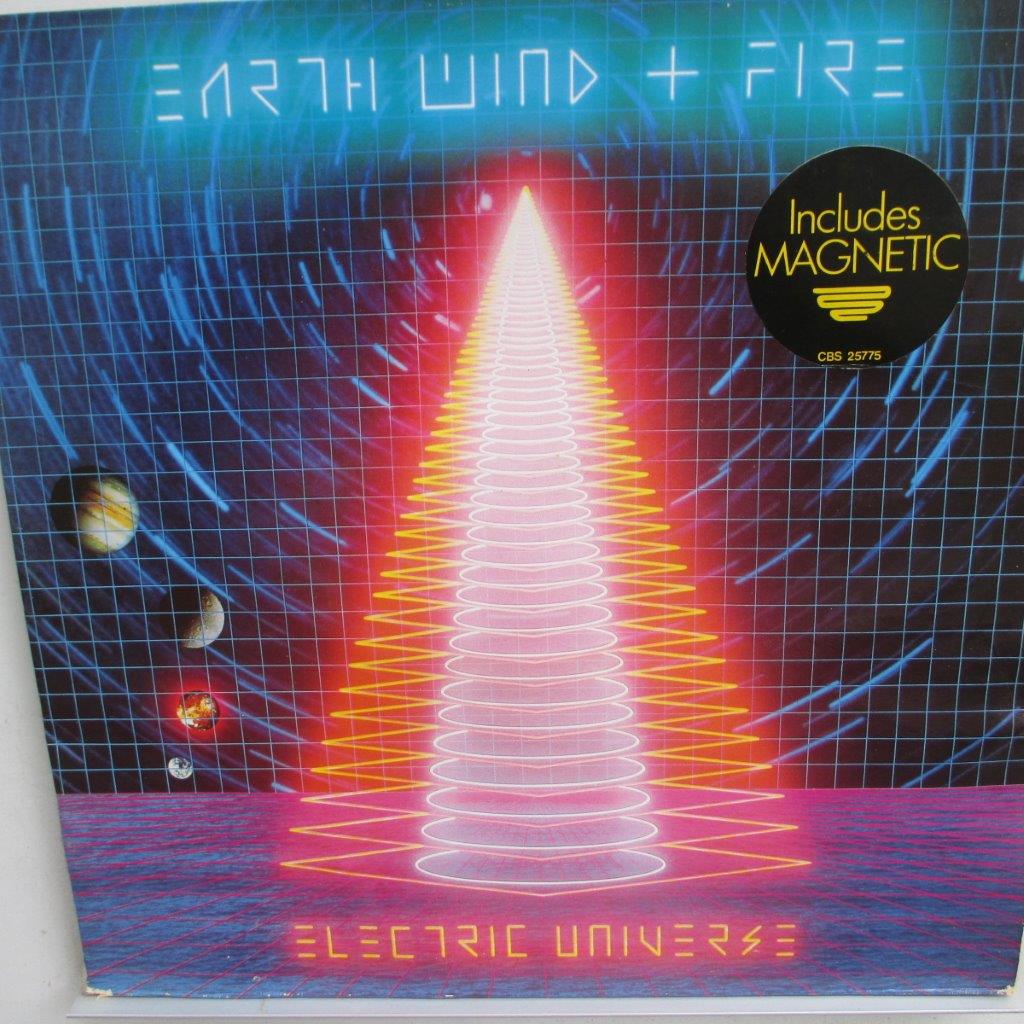 EARTH WIND + FIRE
Includes
MAGNETIC
CBS 25775
ELECTRIC UNIVERSE